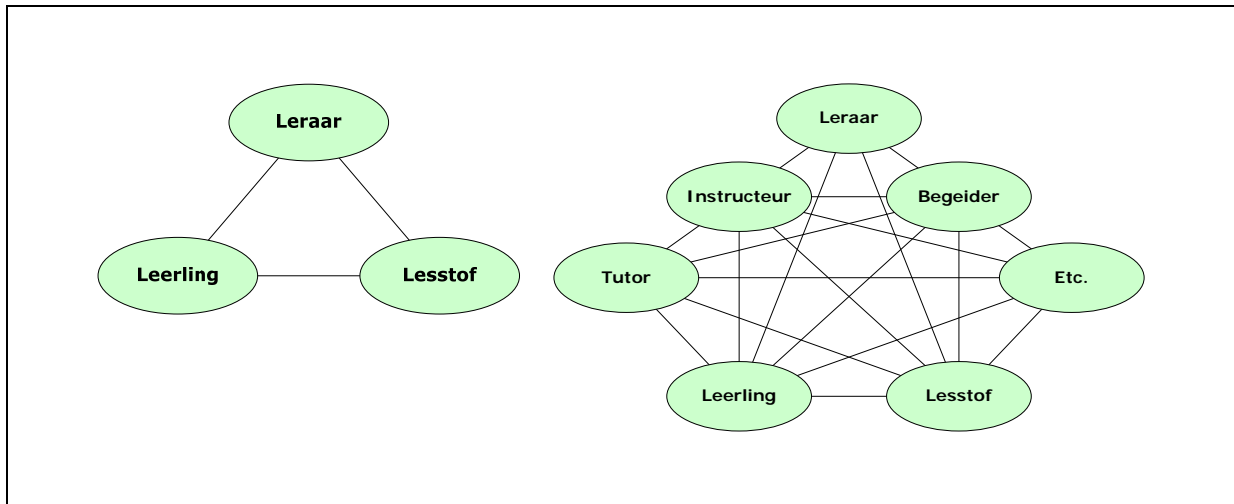 Leraar
Leerling
Lesstof
Leraar
Instructeur
Begeider
Tutor
Etc.
Leerling
Lesstof